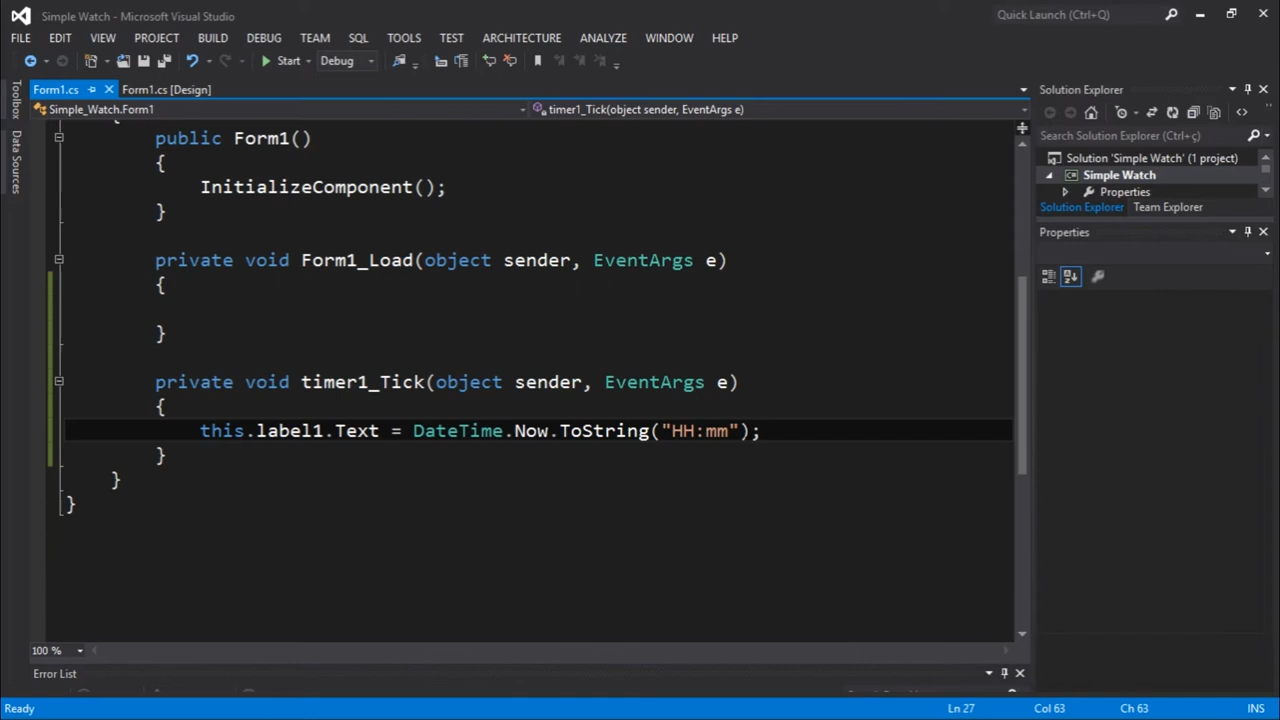 Simple Watch - Microsoft Visual Studio
Quick Launch (Ctrl+Q)
FILE EDIT VIEW PROJECT BUILD DEBUG TEAM SQL TOOLS TEST ARCHITECTURE ANALYZE WINDOW HELP
Start Debug
Form1.cs Form1.cs [Design]
Simple_Watch.Form1 timer1_Tick(object sender, EventArgs e)
Toolbox
Data Sources
{
public Form1()
{
InitializeComponent();
}
private void Form1_Load(object sender, EventArgs e)
{
}
private void timer1_Tick(object sender, EventArgs e)
{
this.label1.Text = DateTime.Now.ToString("HH:mm");
}
}
}
100 %
Error List
Solution Explorer
Search Solution Explorer (Ctrl+ç)
Solution 'Simple Watch' (1 project)
Simple Watch
Properties
Solution Explorer Team Explorer
Properties
Ready Ln 27 Col 63 Ch 63 INS